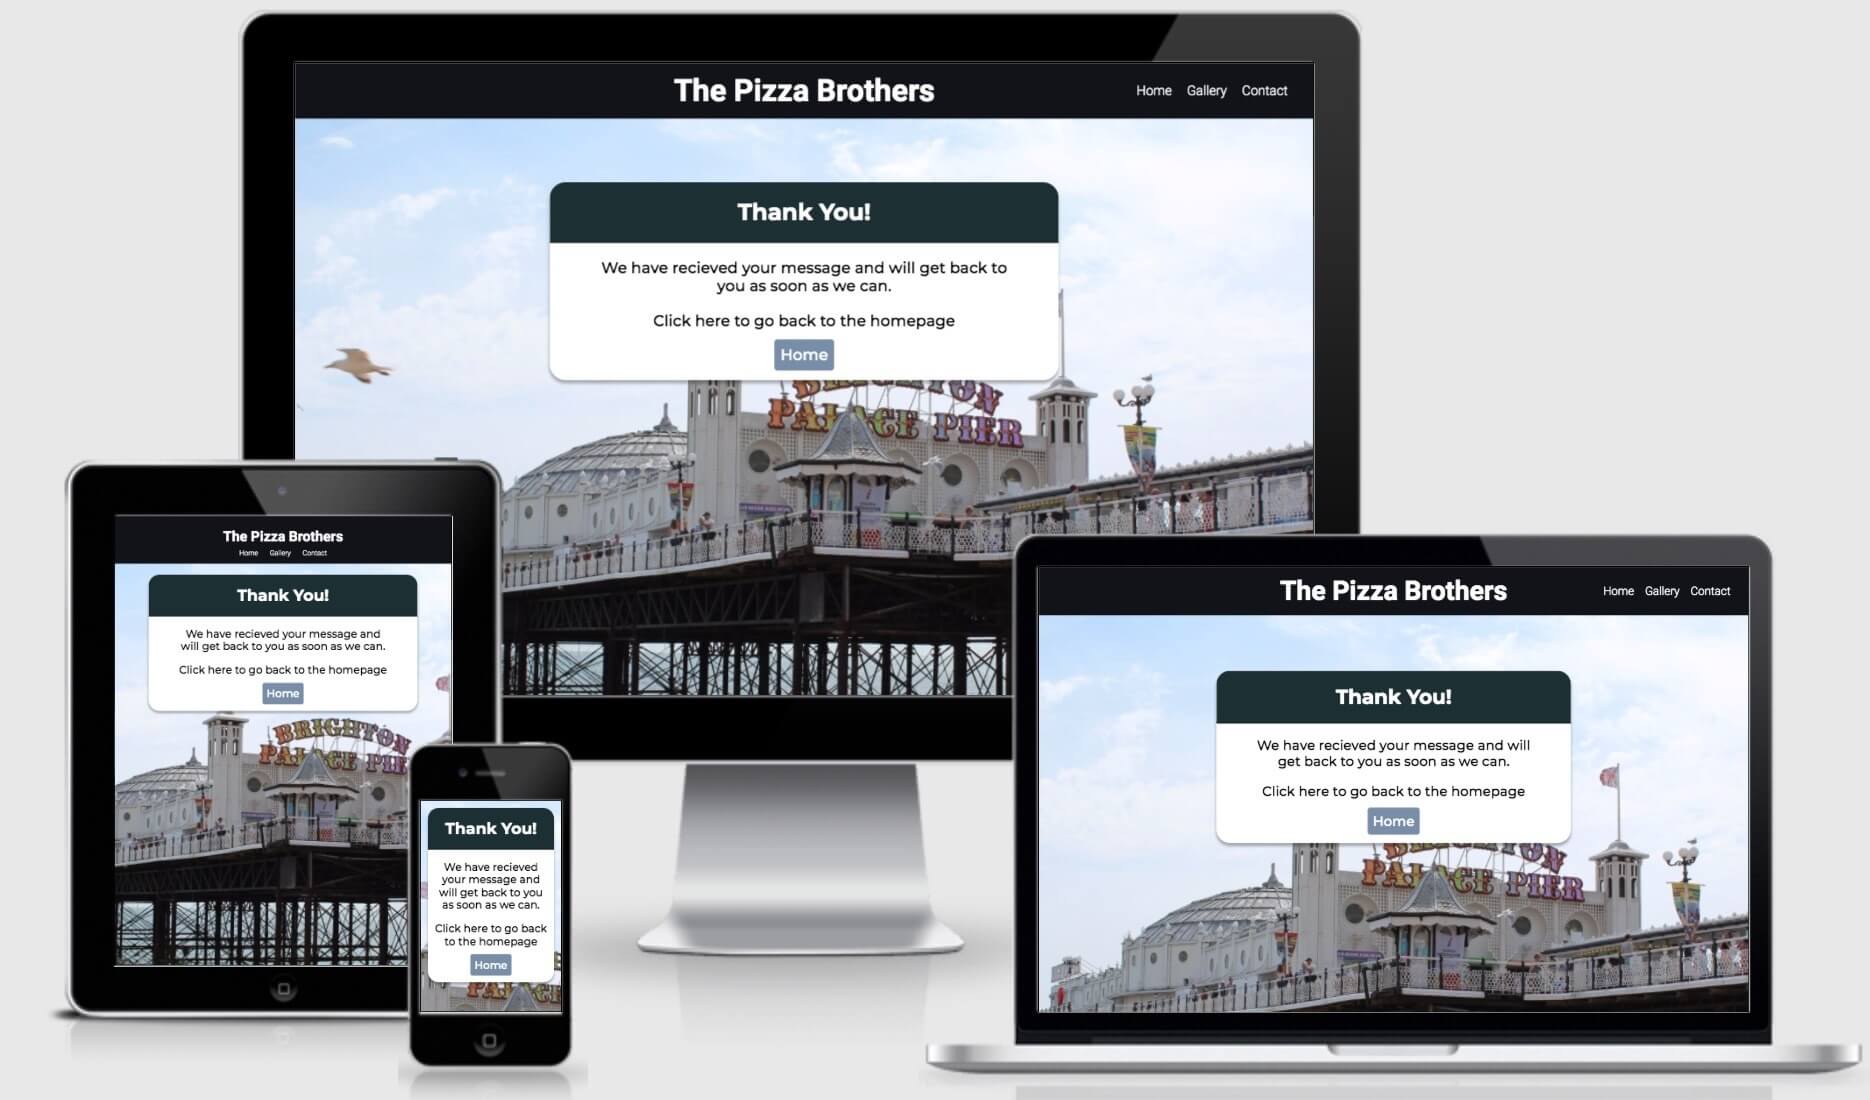 The Pizza Brothers
Home Gallery Contact
Thank You!
We have recieved your message and will get back to
you as soon as we can.
Click here to go back to the homepage
Home
BRIGHTON
PALACE PIER
The Pizza Brothers
Home Gallery Contact
Thank You!
We have recieved your message and
will get back to you as soon as we can.
Click here to go back to the homepage
Home
BRIGHTON
PALACE PIE
Thank You!
We have recieved
your message and
will get back to you
as soon as we can.
Click here to go back
to the homepage
Home
PALACE
The Pizza Brothers
Home Gallery Contact
Thank You!
We have recieved your message and will
get back to you as soon as we can.
Click here to go back to the homepage
Home
BRIGHTON
PALACE PIER